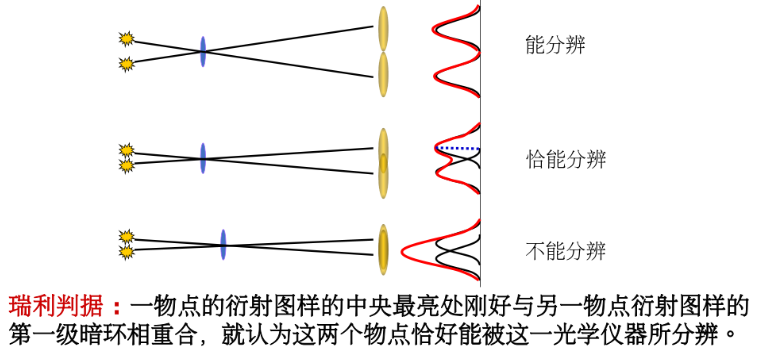 能分辨
恰能分辨
不能分辨
瑞利判据：一物点的衍射图样的中央最亮处刚好与另一物点衍射图样的
第一级暗环相重合，就认为这两个物点恰好能被这一光学仪器所分辨。